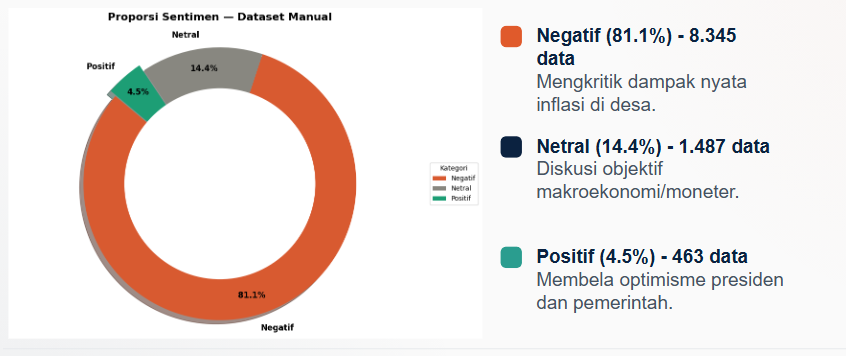 Proporsi Sentimen — Dataset Manual
Netral
Positif
14.4%
4.5%
Kategori
Negatif
Netral
Positif
81.1%
Negatif
Negatif (81.1%) - 8.345
data
Mengkritik dampak nyata
inflasi di desa.
Netral (14.4%) - 1.487 data
Diskusi objektif
makroekonomi/moneter.
Positif (4.5%) - 463 data
Membela optimisme presiden
dan pemerintah.